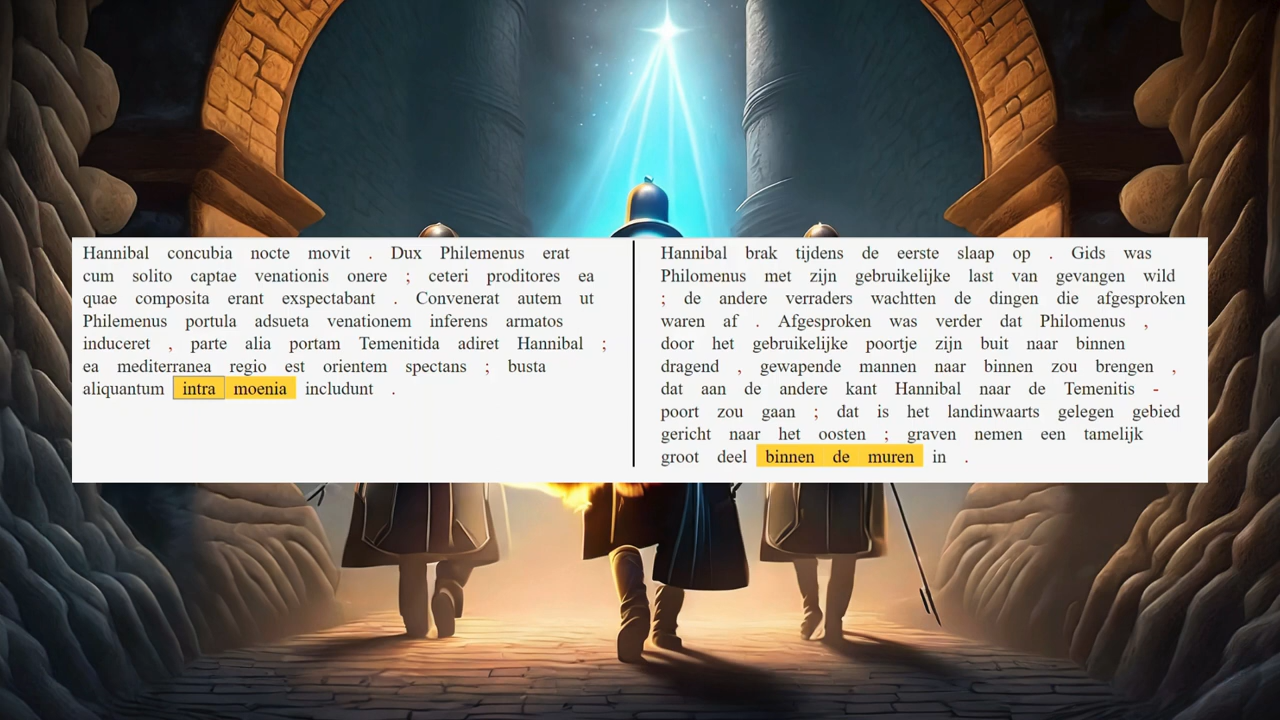 Hannibal concubia nocte movit . Dux Philemenus erat
cum solito captae venationis onere ; ceteri proditores ea
quae composita erant exspectabant . Convenerat autem ut
Philemenus portula adsueta venationem inferens armatos
induceret , parte alia portam Temenitida adiret Hannibal ;
ea mediterranea regio est orientem spectans ; busta
aliquantum intra moenia includunt .
Hannibal brak tijdens de eerste slaap op . Gids was
Philomenus met zijn gebruikelijke last van gevangen wild
; de andere verraders wachtten de dingen die afgesproken
waren af . Afgesproken was verder dat Philomenus ,
door het gebruikelijke poortje zijn buit naar binnen
dragend , gewapende mannen naar binnen zou brengen ,
dat aan de andere kant Hannibal naar de Temenitis -
poort zou gaan ; dat is het landinwaarts gelegen gebied
gericht naar het oosten ; graven nemen een tamelijk
groot deel binnen de muren in .